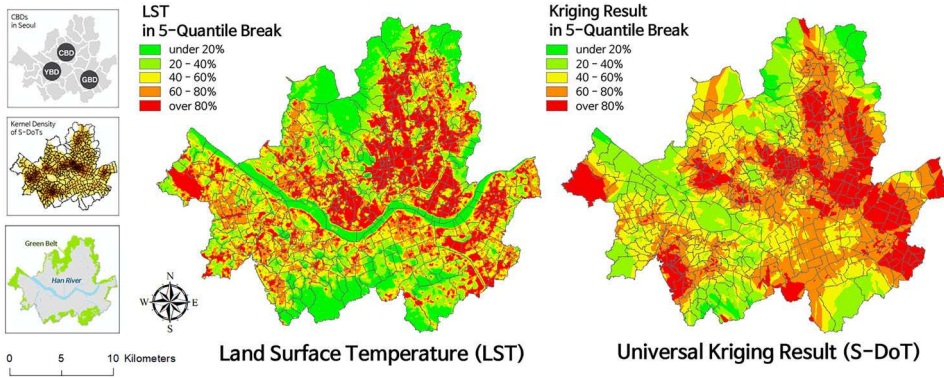 CBDs
in Seoul
CBD
YBD
GBD
Kernel Density
of S-DoTs
Green Belt
Han River
0 5 10 Kilometers
LST
in 5-Quantile Break
under 20%
20 - 40%
40 - 60%
60 - 80%
over 80%
N
W E
S
Land Surface Temperature (LST)
Kriging Result
in 5-Quantile Break
under 20%
20 - 40%
40 - 60%
60 - 80%
over 80%
Universal Kriging Result (S-DoT)